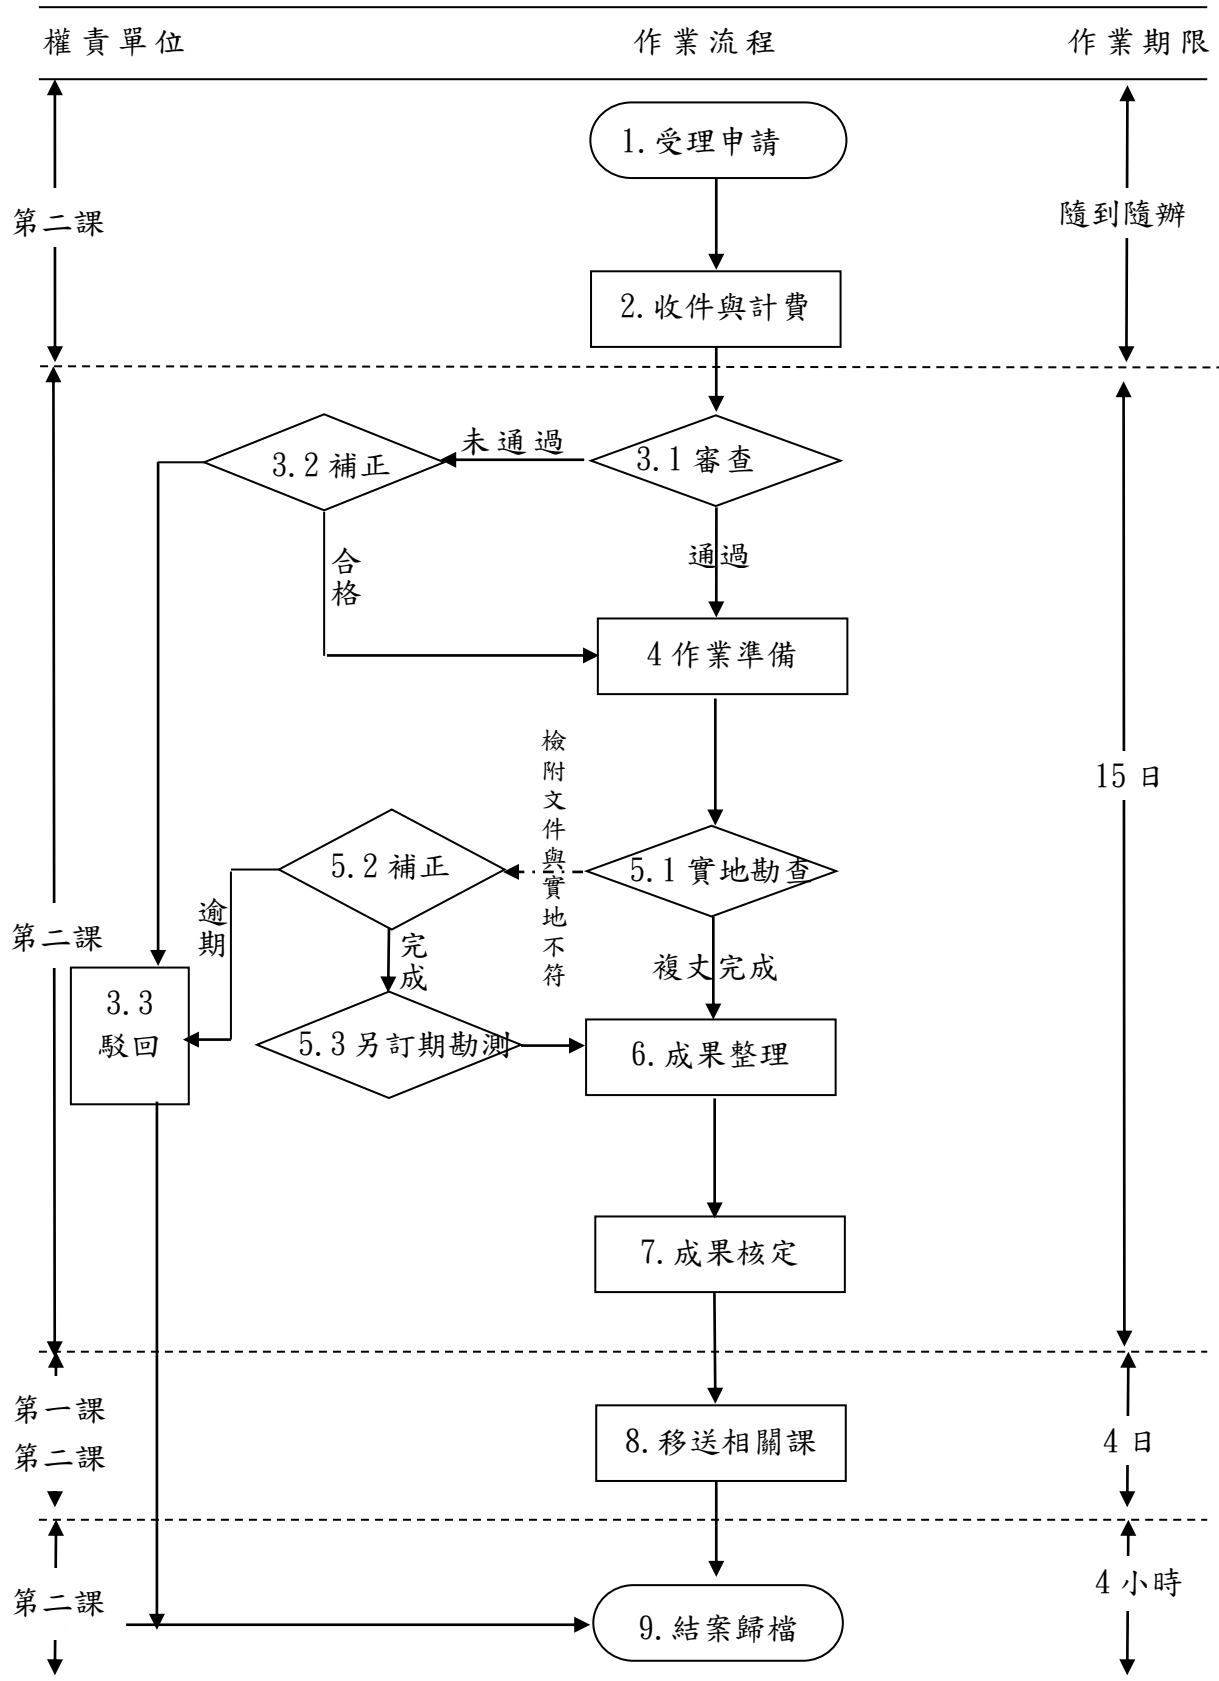 權責單位 作業流程 作業期限
1.受理申請
第二課
隨到隨辦
2.收件與計費
未通過
3.2補正
3.1審查
合格
通過
4作業準備
檢附文件與實地不符
15日
5.2補正
5.1實地勘查
逾期
第二課
完成
複丈完成
3.3
駁回
5.3另訂期勘測
6.成果整理
7.成果核定
第一課
第二課
8.移送相關課
4日
第二課
4小時
9.結案歸檔